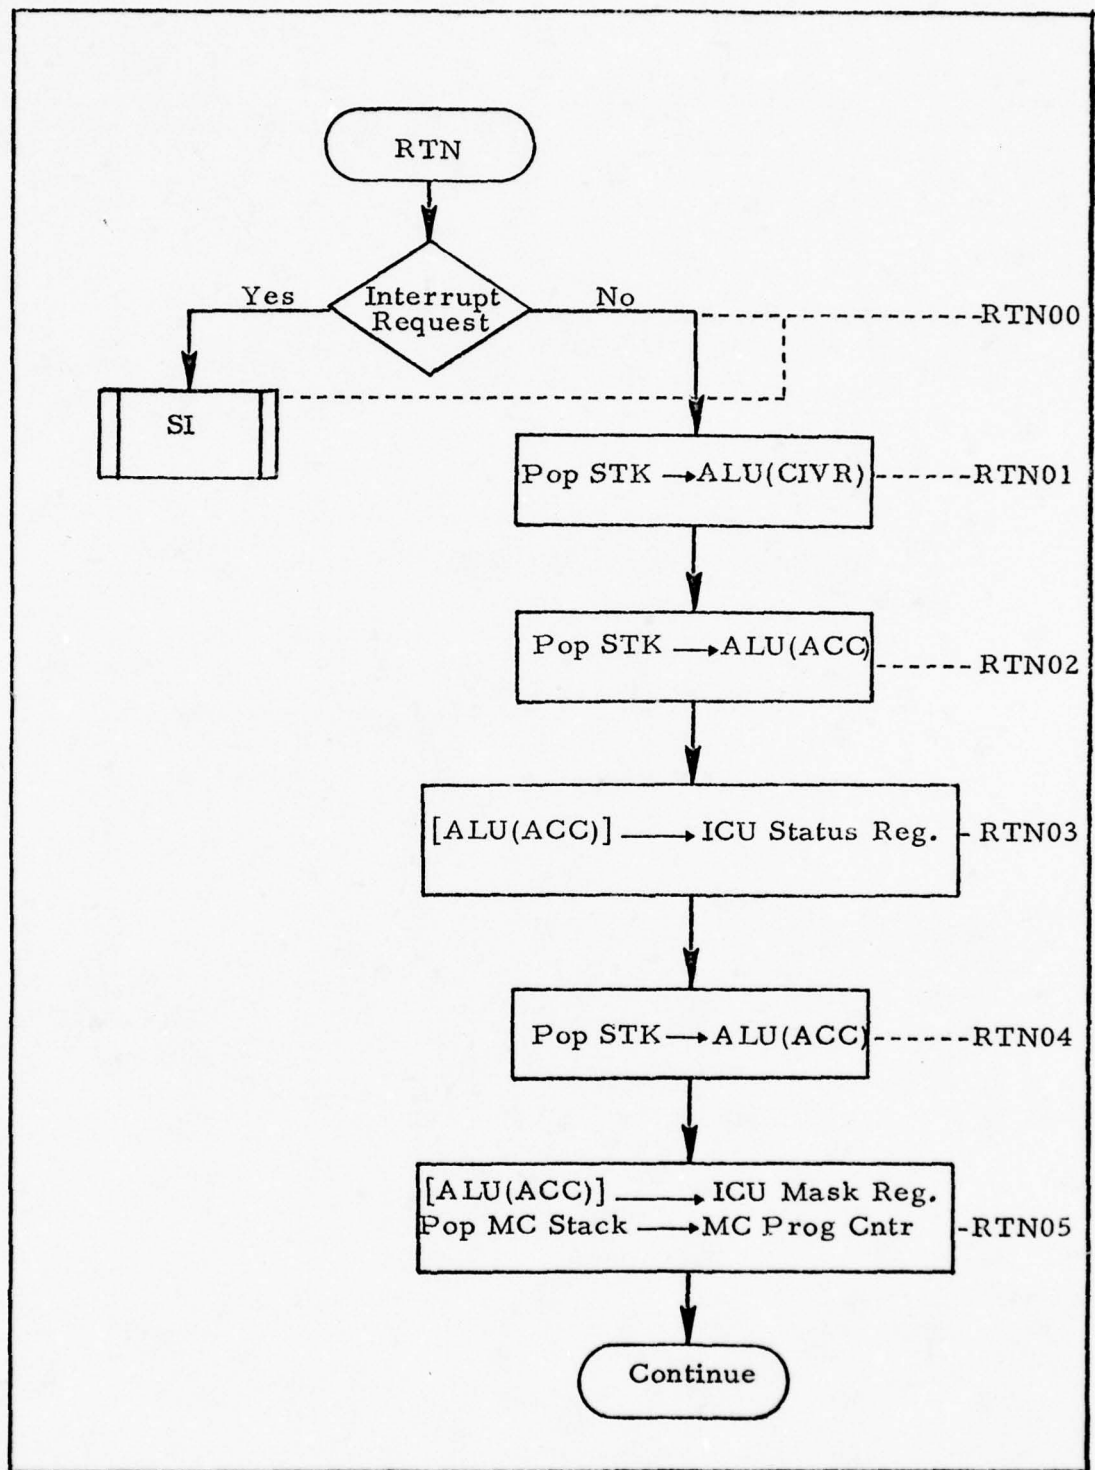 RTN
Interrupt
Request
Yes
No
RTN00
SI
Pop STK → ALU(CIVR)
RTN01
Pop STK → ALU(ACC)
RTN02
[ALU(ACC)] → ICU Status Reg.
RTN03
Pop STK → ALU(ACC)
RTN04
[ALU(ACC)] → ICU Mask Reg.
Pop MC Stack → MC Prog Cntr
RTN05
Continue